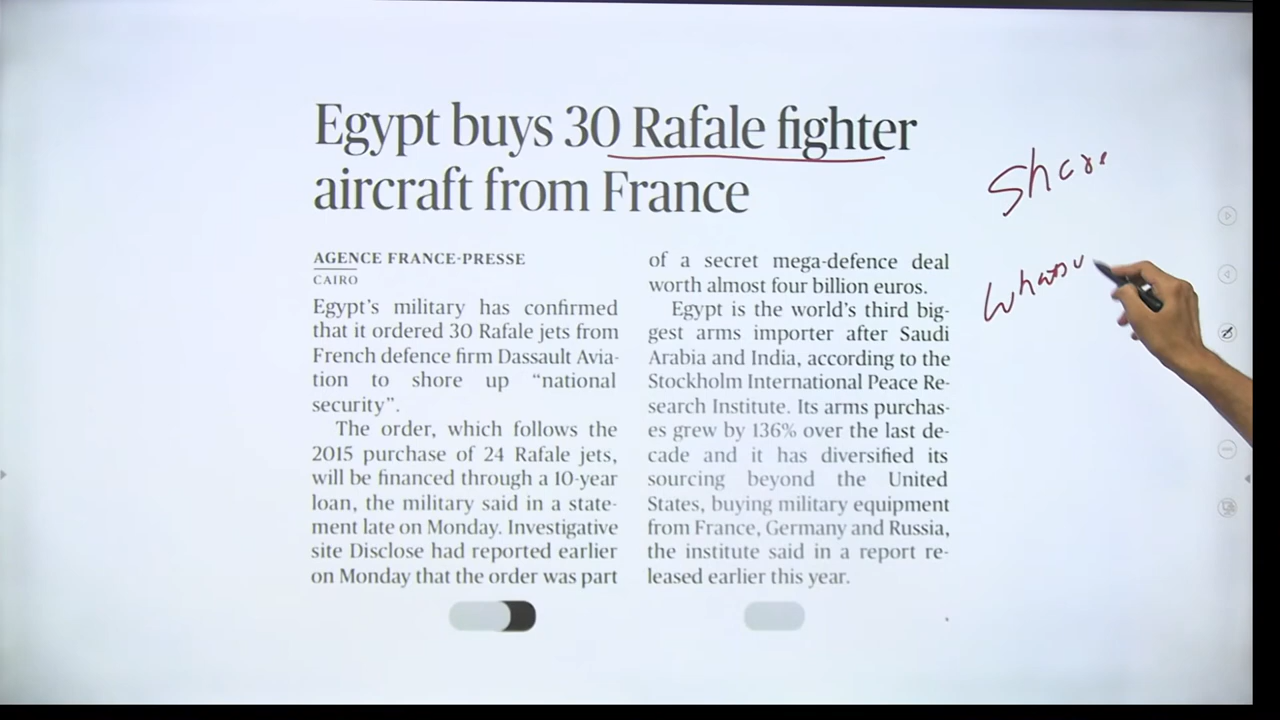 Egypt buys 30 Rafale fighter
aircraft from France
AGENCE FRANCE-PRESSE
CAIRO
Egypt's military has confirmed
that it ordered 30 Rafale jets from
French defence firm Dassault Avia-
tion to shore up “national
security”.
The order, which follows the
2015 purchase of 24 Rafale jets,
will be financed through a 10-year
loan, the military said in a state-
ment late on Monday. Investigative
site Disclose had reported earlier
on Monday that the order was part
of a secret mega-defence deal
worth almost four billion euros.
Egypt is the world's third big-
gest arms importer after Saudi
Arabia and India, according to the
Stockholm International Peace Re-
search Institute. Its arms purchas-
es grew by 136% over the last de-
cade and it has diversified its
sourcing beyond the United
States, buying military equipment
from France, Germany and Russia,
the institute said in a report re-
leased earlier this year.
Share